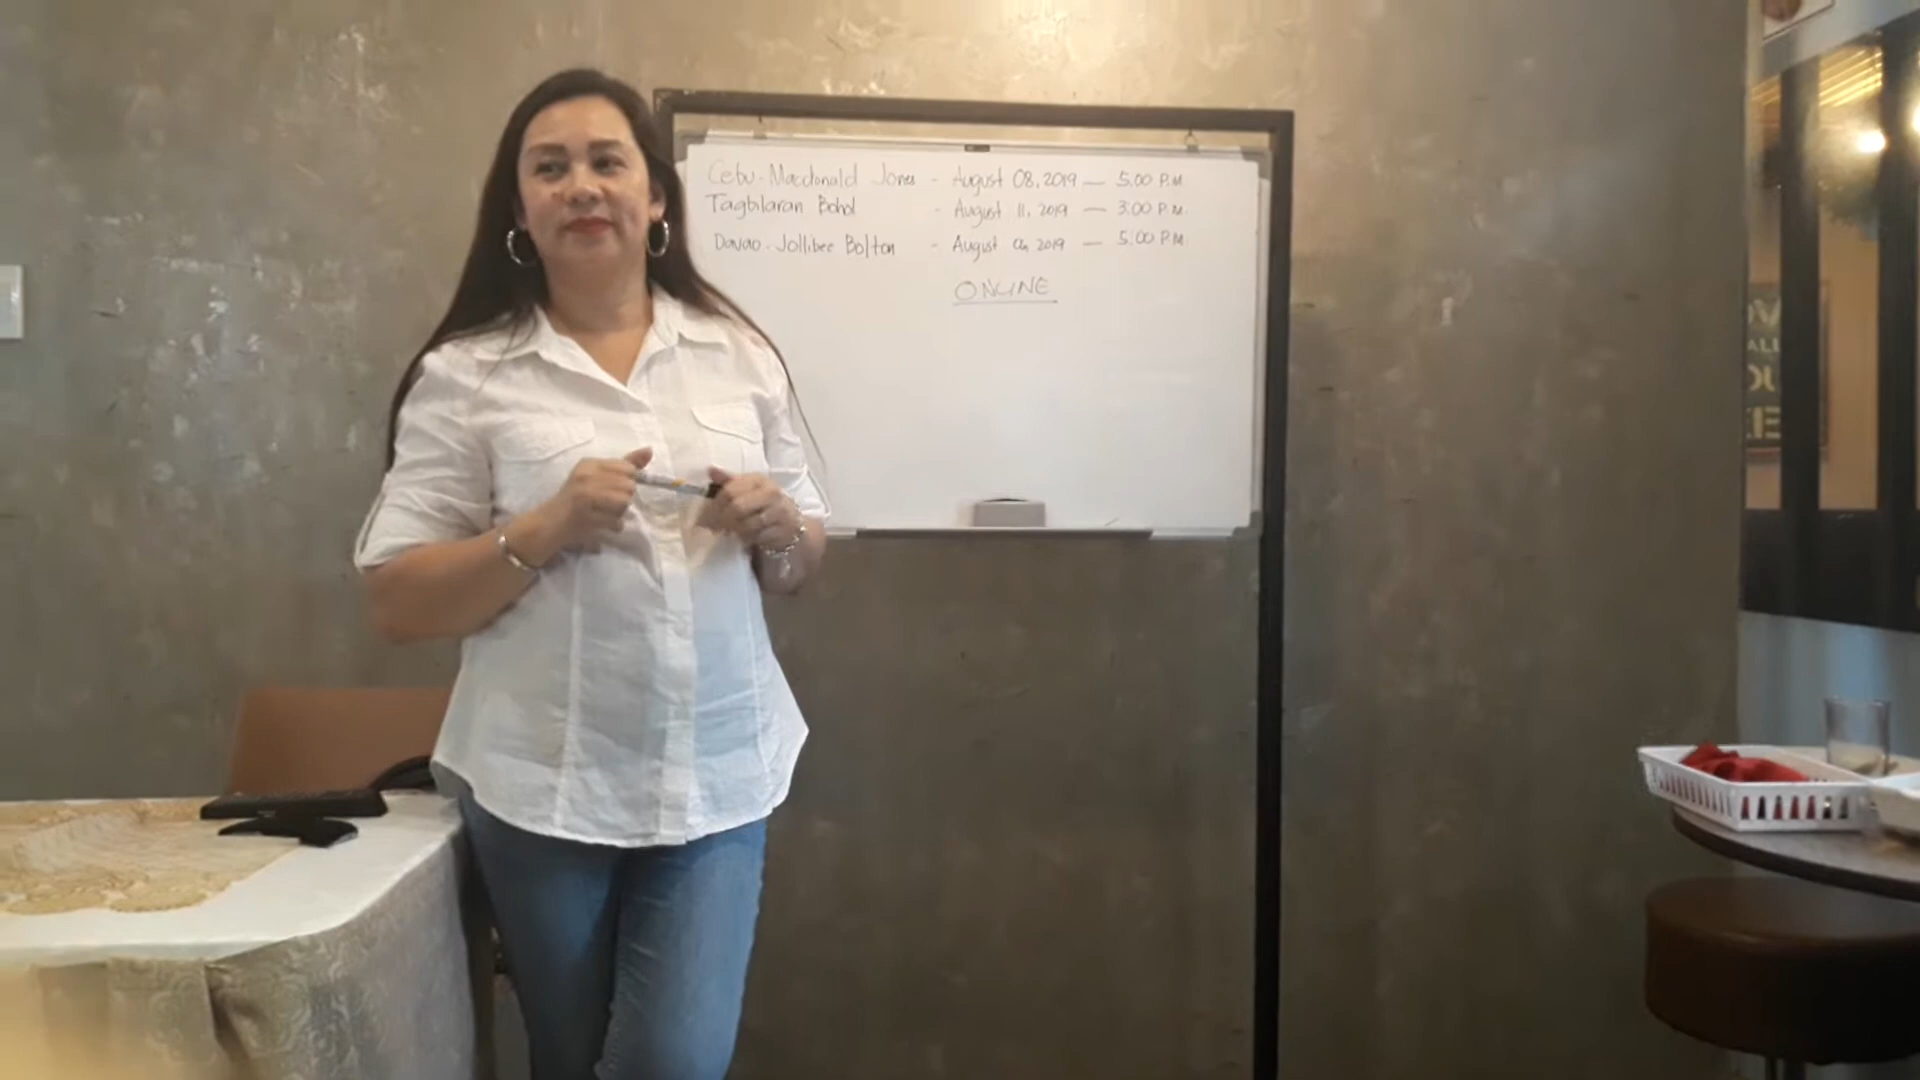 Cebu - Macdonald Jones - August 08, 2019 — 5:00 P.M
Tagbilaran Bohol - August 11, 2019 — 3:00 P.M.
Davao - Jollibee Bolton - August 2019 — 5:00 P.M.
ONLINE